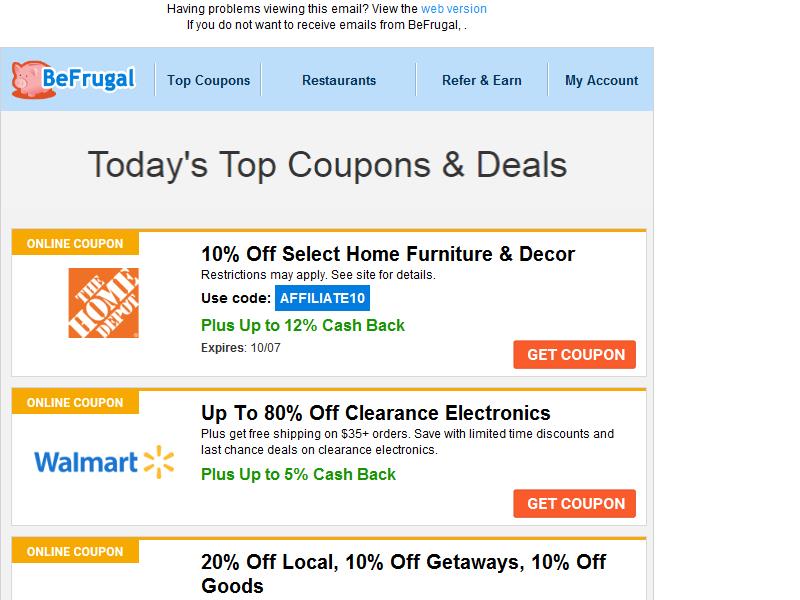 Having problems viewing this email? View the web version
If you do not want to receive emails from BeFrugal, .
BeFrugal
Top Coupons
Restaurants
Refer & Earn
My Account
Today's Top Coupons & Deals
ONLINE COUPON
THE
HOME
DEPOT
10% Off Select Home Furniture & Decor
Restrictions may apply. See site for details.
Use code: AFFILIATE10
Plus Up to 12% Cash Back
Expires: 10/07
GET COUPON
ONLINE COUPON
Walmart
Up To 80% Off Clearance Electronics
Plus get free shipping on $35+ orders. Save with limited time discounts and
last chance deals on clearance electronics.
Plus Up to 5% Cash Back
GET COUPON
ONLINE COUPON
20% Off Local, 10% Off Getaways, 10% Off
Goods